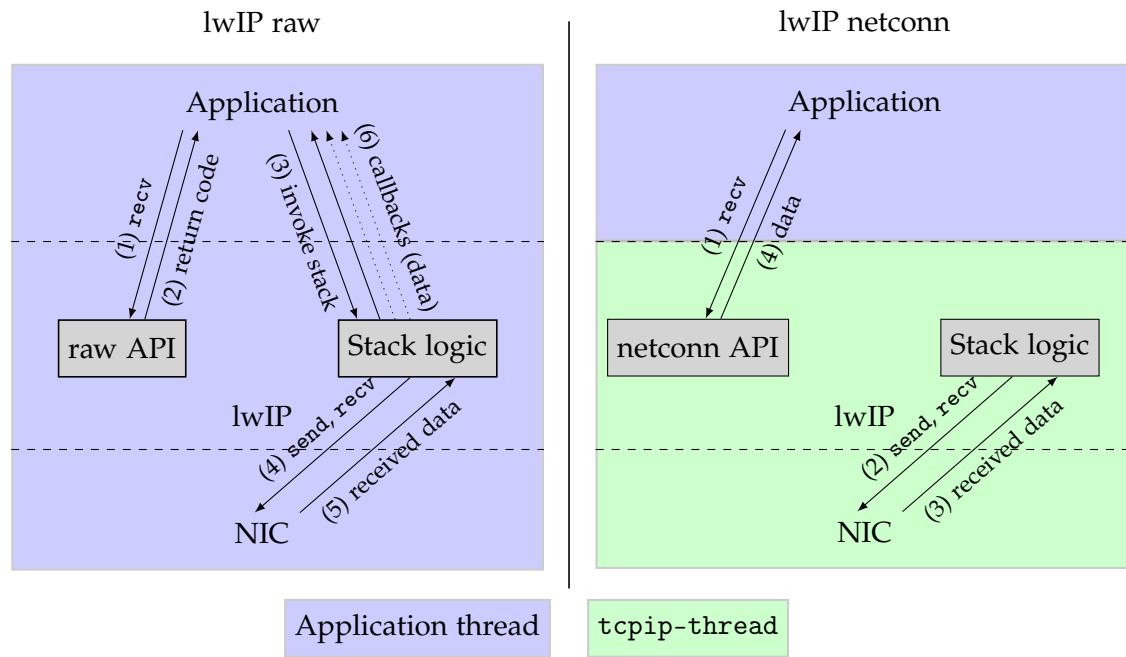 lwIP raw
Application
(1) recv
(2) return code
(3) invoke stack
(6) callbacks (data)
raw API
Stack logic
lwIP
(4) send, recv
(5) received data
NIC
lwIP netconn
Application
(1) recv
(4) data
netconn API
Stack logic
lwIP
(2) send, recv
(3) received data
NIC
Application thread
tcpip-thread